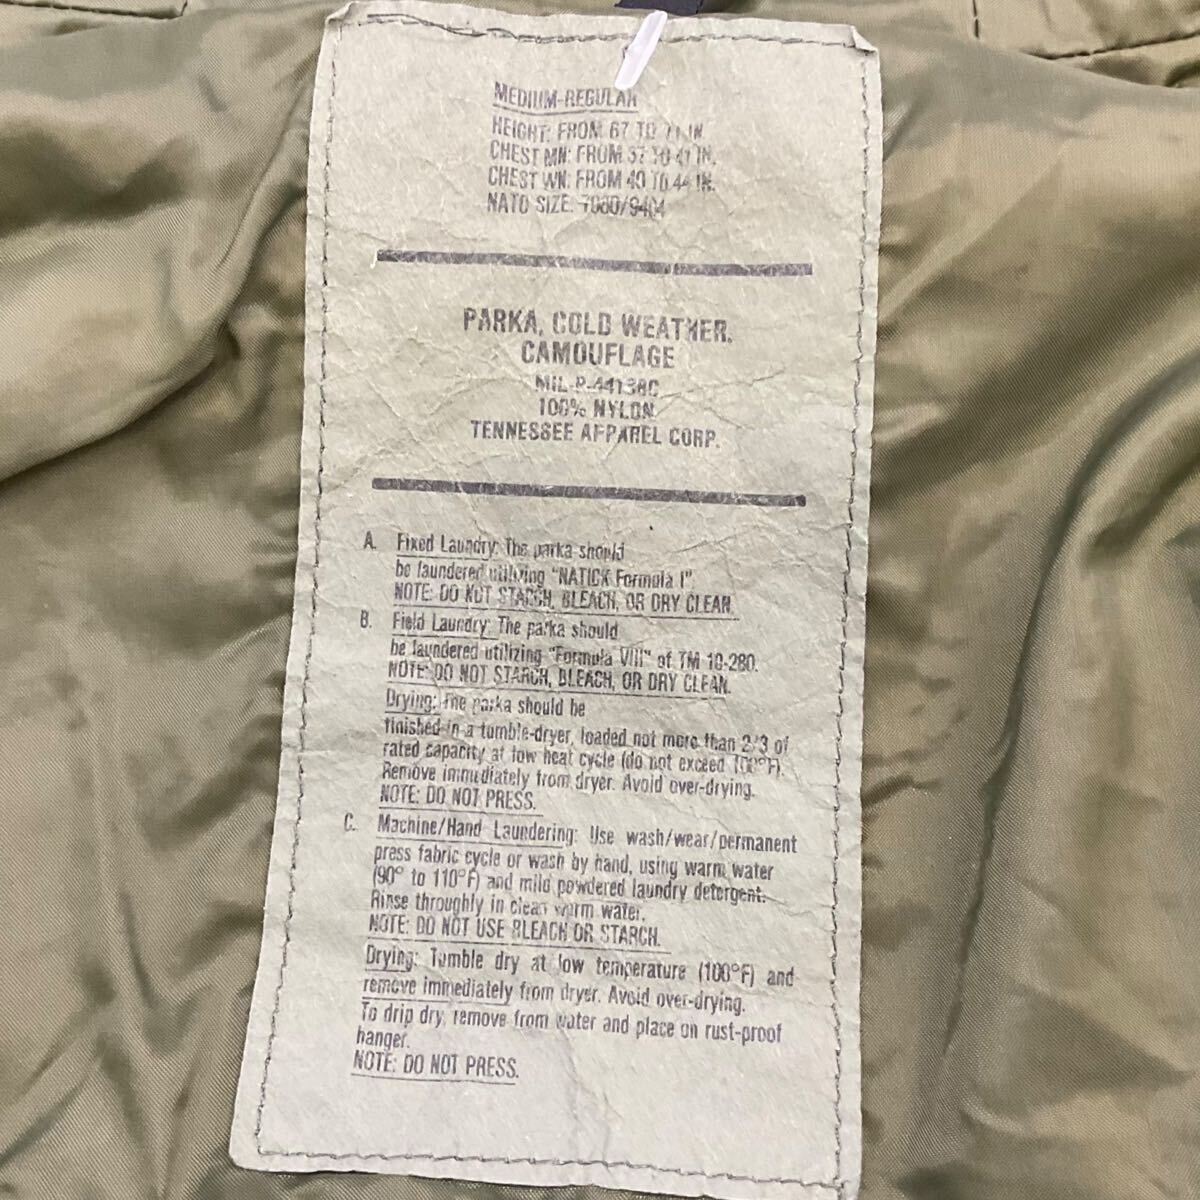 MEDIUM-REGULAR
HEIGHT: FROM 67 TO 71 IN.
CHEST MN: FROM 37 TO 41 IN.
CHEST WN: FROM 40 TO 44 IN.
NATO SIZE: 7080/9404
PARKA, COLD WEATHER,
CAMOUFLAGE
MIL-P-44188C
100% NYLON
TENNESSEE APPAREL CORP.
A. Fixed Laundry: The parka should
be laundered utilizing "NATICK Formula I".
NOTE: DO NOT STARCH, BLEACH, OR DRY CLEAN.
B. Field Laundry: The parka should
be laundered utilizing "Formula VIII" of TM 10-280.
NOTE: DO NOT STARCH, BLEACH, OR DRY CLEAN.
Drying: The parka should be
finished in a tumble-dryer, loaded not more than 2/3 of
rated capacity at low heat cycle (do not exceed 100°F).
Remove immediately from dryer. Avoid over-drying.
NOTE: DO NOT PRESS.
C. Machine/Hand Laundering: Use wash/wear/permanent
press fabric cycle or wash by hand, using warm water
(90° to 110°F) and mild powdered laundry detergent.
Rinse throughly in clean warm water.
NOTE: DO NOT USE BLEACH OR STARCH.
Drying: Tumble dry at low temperature (100°F) and
remove immediately from dryer. Avoid over-drying.
To drip dry, remove from water and place on rust-proof
hanger.
NOTE: DO NOT PRESS.